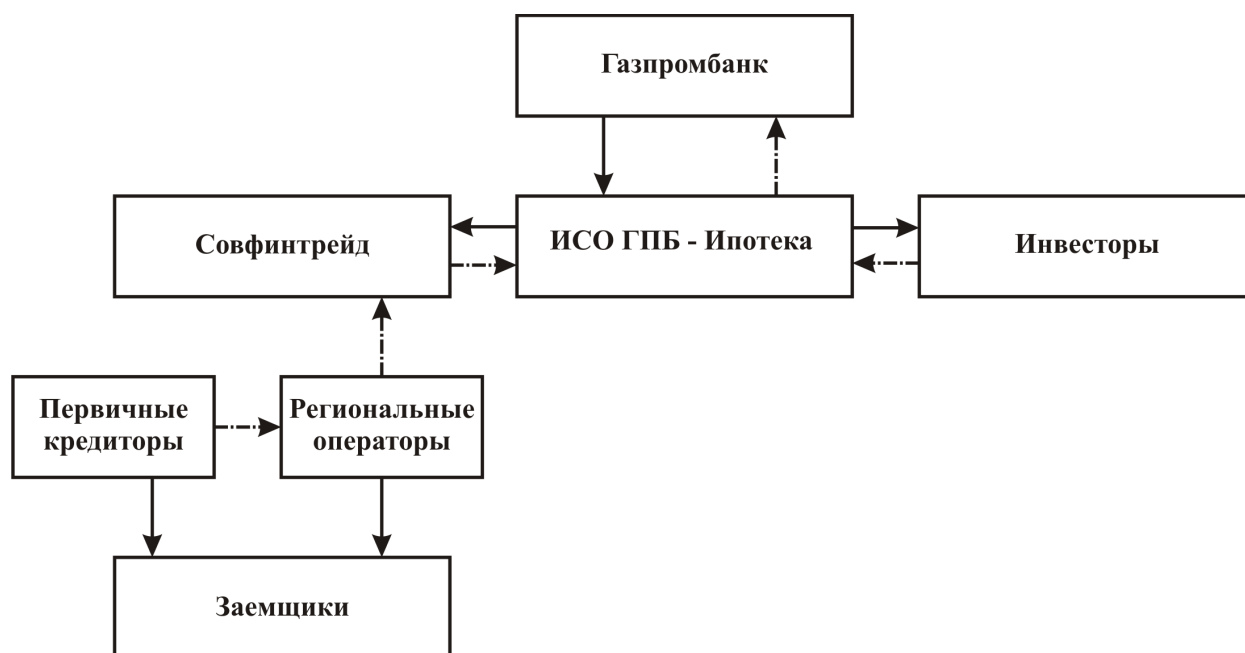 Газпромбанк
Совфинтрейд
ИСО ГПБ - Ипотека
Инвесторы
Первичные
кредиторы
Региональные
операторы
Заемщики